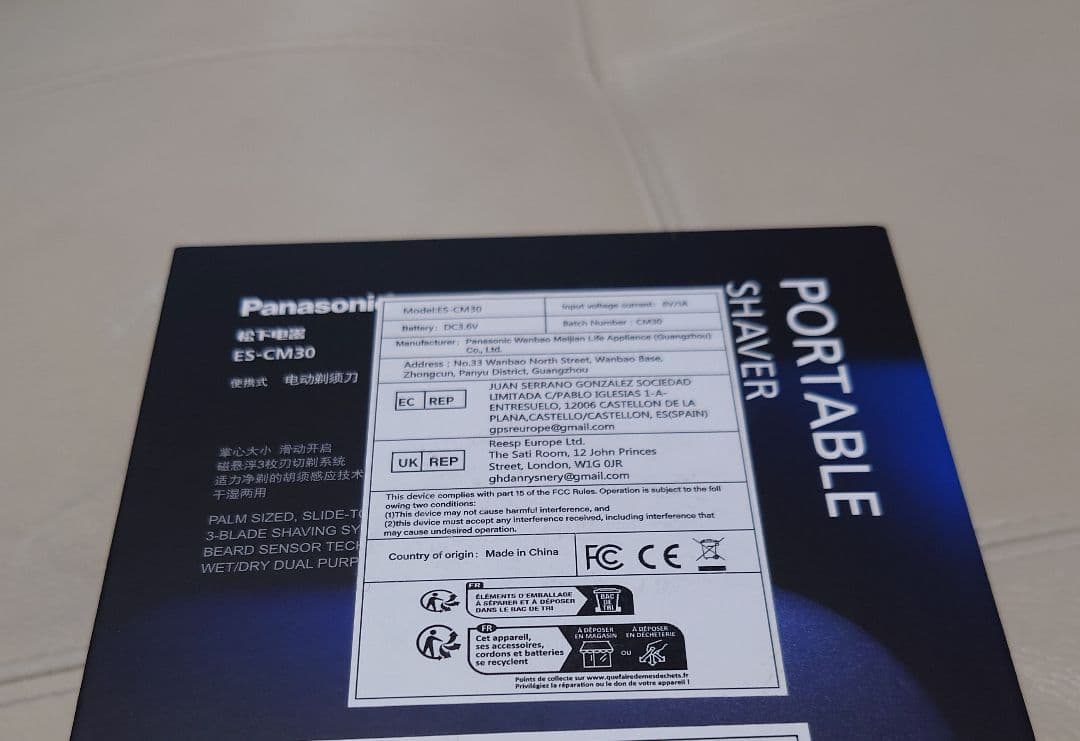 Panasonic
松下电器
ES-CM30
便携式 电动剃须刀
掌心大小 滑动开启
磁悬浮3枚刃切剃系统
适力净剃的胡须感应技术
干湿两用
PALM SIZED, SLIDE-TO
3-BLADE SHAVING SY
BEARD SENSOR TEC
WET/DRY DUAL PURP
Model:ES-CM30
Input voltage current:
Battery: DC3.6V
Batch Number: CM30
Manufacturer: Panasonic Wanbao Meijian Life Appliance (Guangzhou)
Co., Ltd.
Address: No.33 Wanbao North Street, Wanbao Base,
Zhongcun, Panyu District, Guangzhou
EC REP
JUAN SERRANO GONZALEZ SOCIEDAD
LIMITADA C/PABLO IGLESIAS 1-A-
ENTRESUELO, 12006 CASTELLON DE LA
PLANA,CASTELLO/CASTELLON, ES(SPAIN)
gpsreurope@gmail.com
UK REP
Reesp Europe Ltd.
The Sati Room, 12 John Princes
Street, London, W1G 0JR
ghdanrysnery@gmail.com
This device complies with part 15 of the FCC Rules. Operation is subject to the foll
owing two conditions:
(1)This device may not cause harmful interference, and
(2)this device must accept any interference received, including interference that
may cause undesired operation.
Country of origin: Made in China
FC CE
FR
ÉLÉMENTS D'EMBALLAGE
À SÉPARER ET À DÉPOSER
DANS LE BAC DE TRI
BAC
DE
TRI
FR
Cet appareil,
ses accessoires,
cordons et batteries
se recyclent
À DÉPOSER
EN MAGASIN
OU
À DÉPOSER
EN DÉCHÈTERIE
Points de collecte sur www.quefairedemesdechets.fr
Privilégiez la réparation ou le don de votre appareil !
PORTABLE
SHAVER